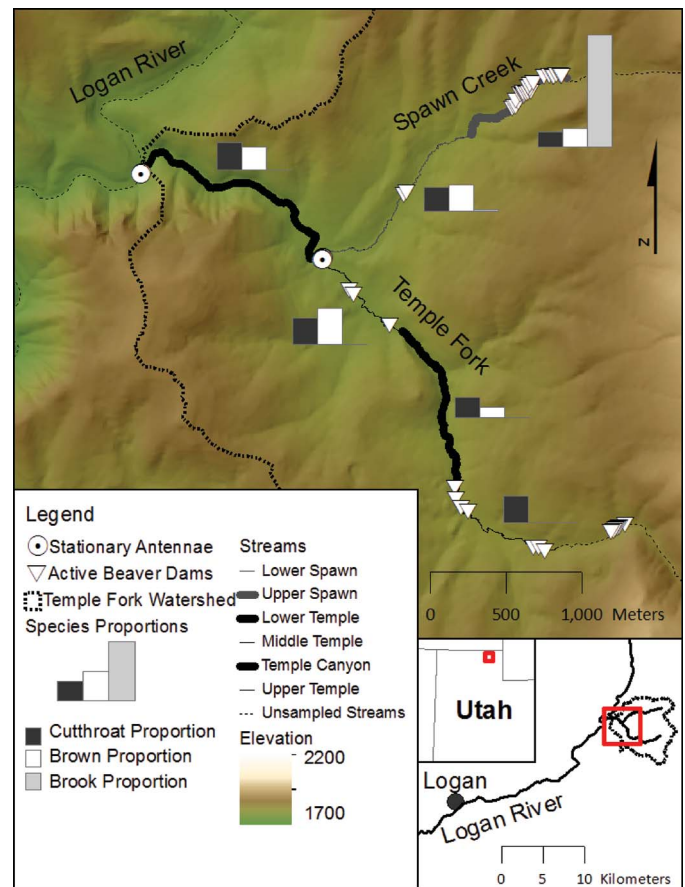 Logan River
Spawn Creek
Temple Fork
N
0 500 1,000 Meters
Legend
Stationary Antennae
Active Beaver Dams
Temple Fork Watershed
Species Proportions
Cutthroat Proportion
Brown Proportion
Brook Proportion
Streams
Lower Spawn
Upper Spawn
Lower Temple
Middle Temple
Temple Canyon
Upper Temple
Unsampled Streams
Elevation
2200
1700
Utah
Logan
Logan River
0 5 10 Kilometers